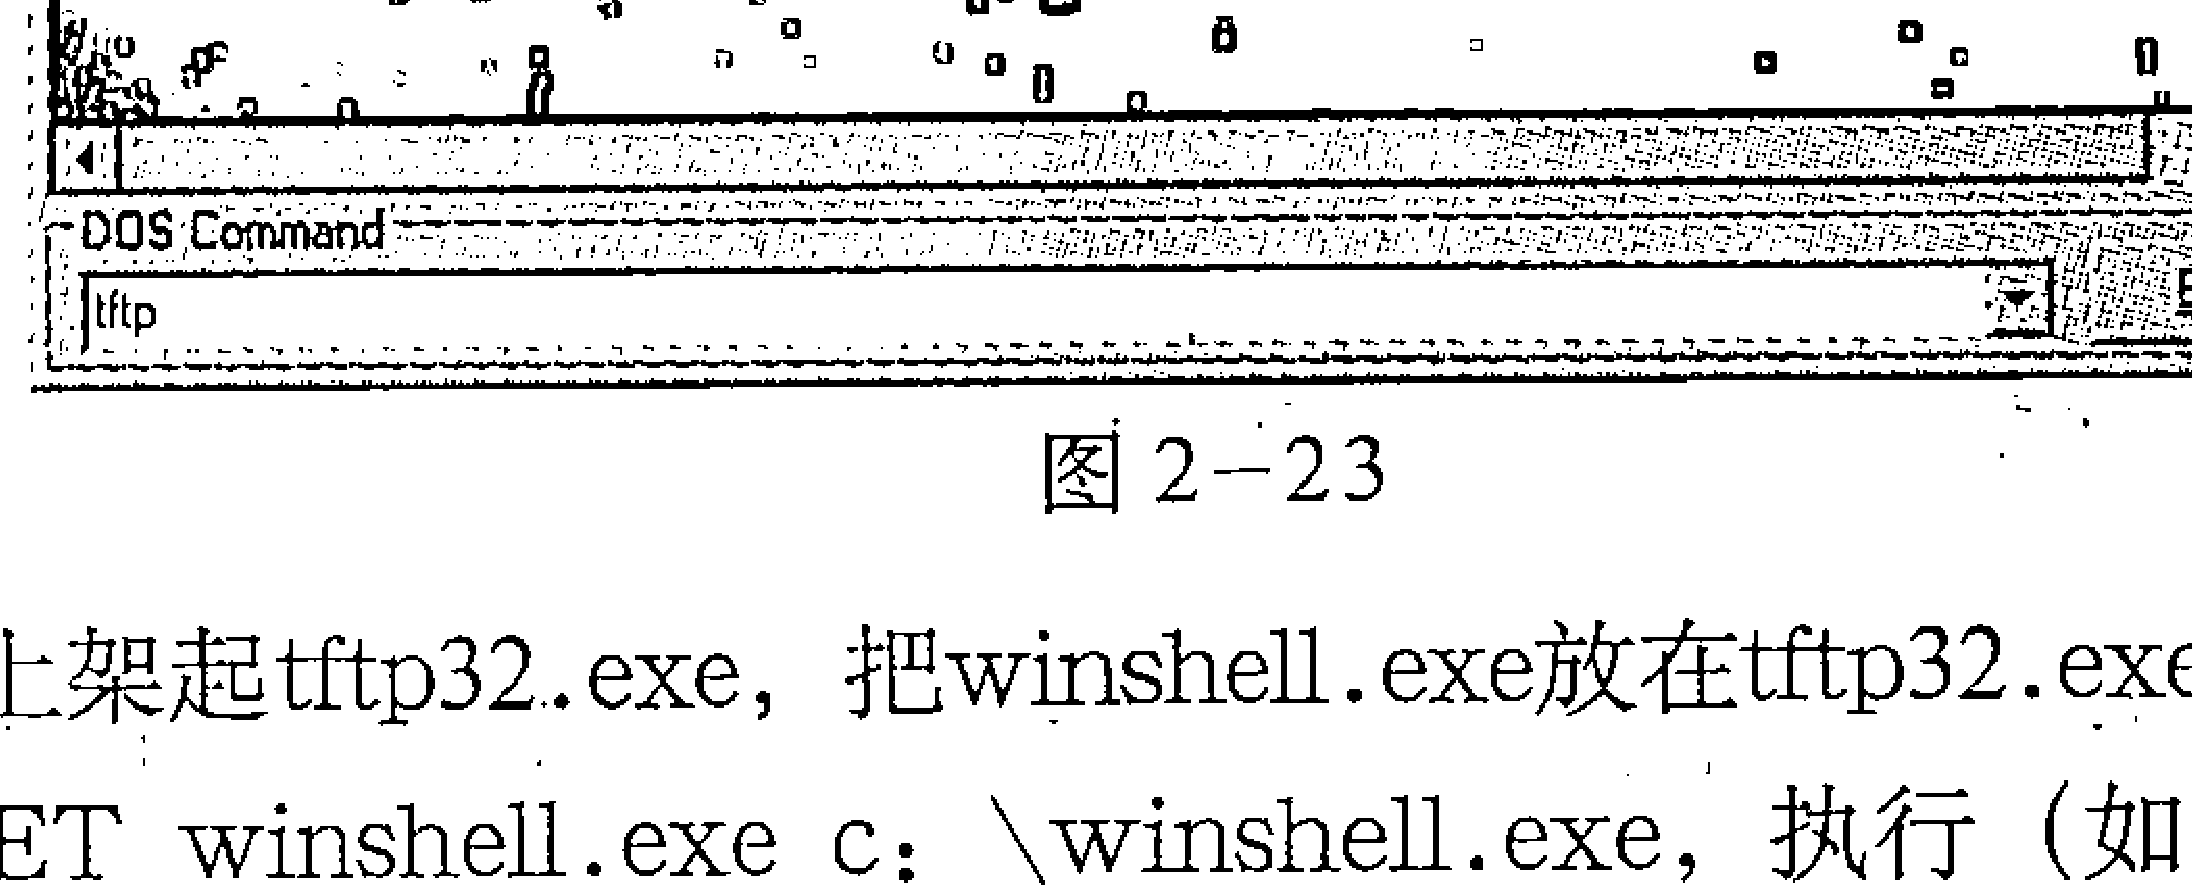 DOS Command
tftp
图 2-23
上架起tftp32.exe，把winshell.exe放在tftp32.exe
ET winshell.exe c：\winshell.exe，执行（如